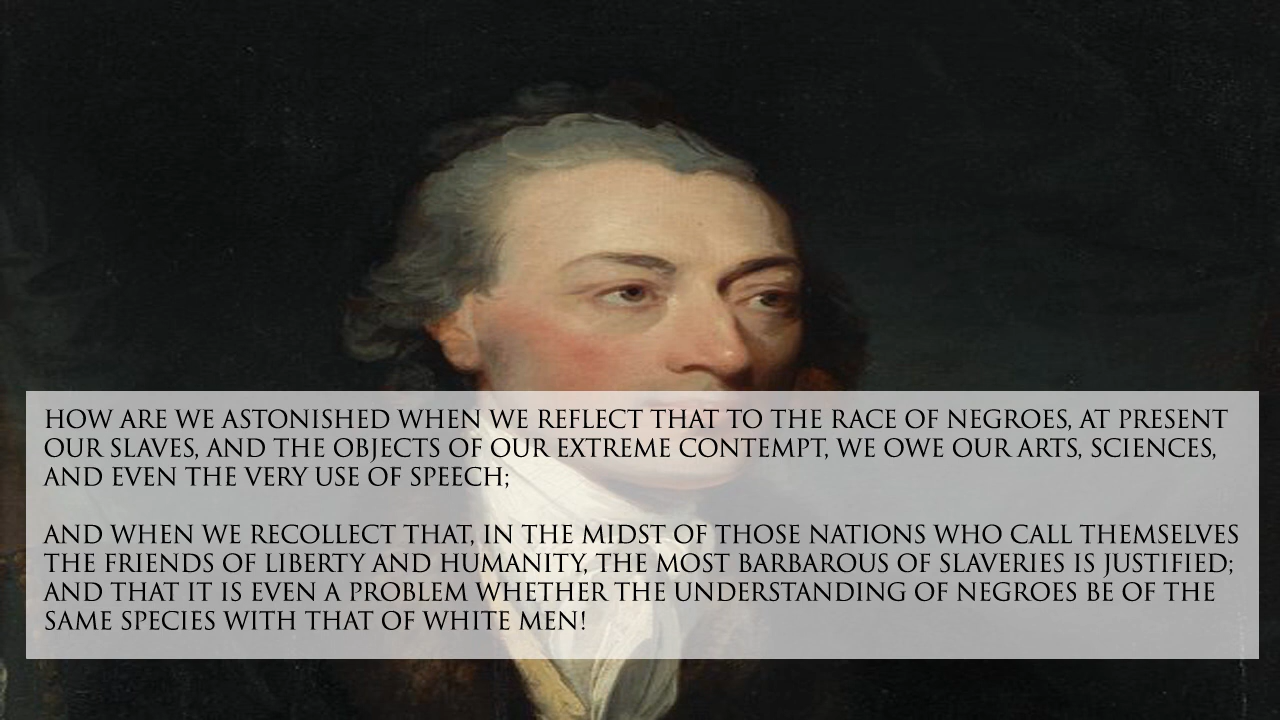 HOW ARE WE ASTONISHED WHEN WE REFLECT THAT TO THE RACE OF NEGROES, AT PRESENT
OUR SLAVES, AND THE OBJECTS OF OUR EXTREME CONTEMPT, WE OWE OUR ARTS, SCIENCES,
AND EVEN THE VERY USE OF SPEECH;
AND WHEN WE RECOLLECT THAT, IN THE MIDST OF THOSE NATIONS WHO CALL THEMSELVES
THE FRIENDS OF LIBERTY AND HUMANITY, THE MOST BARBAROUS OF SLAVERIES IS JUSTIFIED;
AND THAT IT IS EVEN A PROBLEM WHETHER THE UNDERSTANDING OF NEGROES BE OF THE
SAME SPECIES WITH THAT OF WHITE MEN!